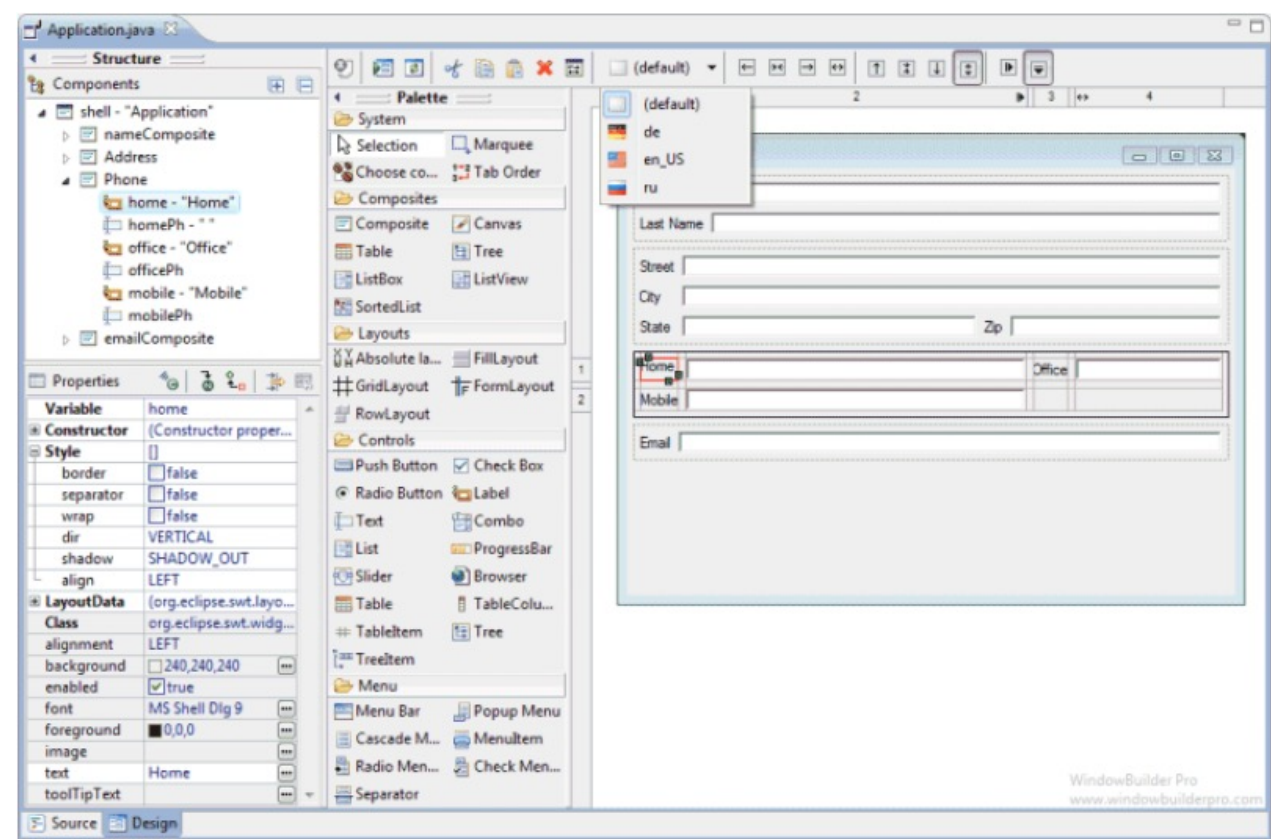 Application.java
Structure
Components
shell - "Application"
nameComposite
Address
Phone
home - "Home"
homePh - " "
office - "Office"
officePh
mobile - "Mobile"
mobilePh
emailComposite
Properties
Variable home
Constructor (Constructor proper...
Style []
border false
separator false
wrap false
dir VERTICAL
shadow SHADOW_OUT
align LEFT
LayoutData (org.eclipse.swt.layo...
Class org.eclipse.swt.widg...
alignment LEFT
background 240,240,240
enabled true
font MS Shell Dlg 9
foreground 0,0,0
image
text Home
toolTipText
Source Design
Palette
System
Selection Marquee
Choose co... Tab Order
Composites
Composite Canvas
Table Tree
ListBox ListView
SortedList
Layouts
Absolute la... FillLayout
GridLayout FormLayout
RowLayout
Controls
Push Button Check Box
Radio Button Label
Text Combo
List ProgressBar
Slider Browser
Table TableColu...
TableItem Tree
TreeItem
Menu
Menu Bar Popup Menu
Cascade M... MenuItem
Radio Men... Check Men...
Separator
(default)
(default)
de
en_US
ru
2 3 4
1
2
Last Name
Street
City
State Zip
Home Office
Mobile
Email
WindowBuilder Pro
www.windowbuilderpro.com